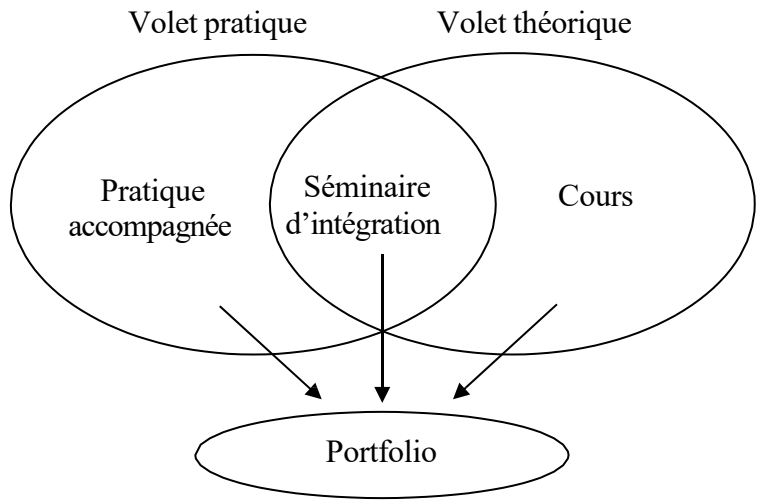 Volet pratique
Volet théorique
Pratique
accompagnée
Séminaire
d’intégration
Cours
Portfolio